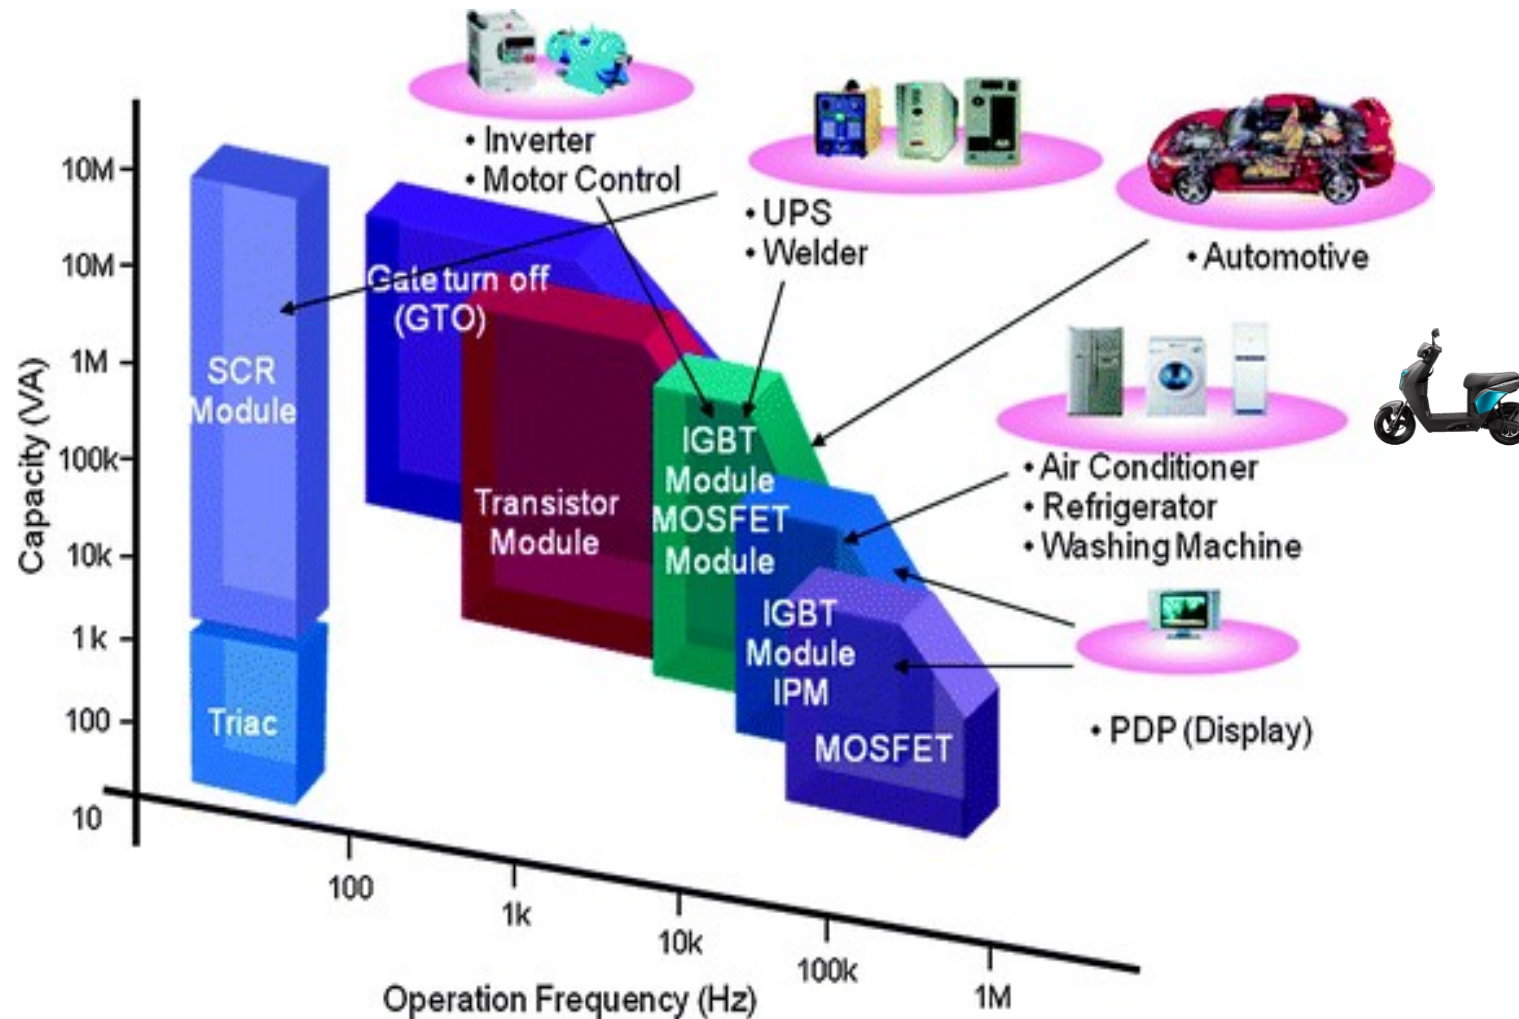 • Inverter
• Motor Control
• UPS
• Welder
• Automotive
10M
10M
1M
100k
10k
1k
100
10
Capacity (VA)
SCR
Module
Triac
Gate turn off
(GTO)
Transistor
Module
IGBT
Module
MOSFET
Module
IGBT
Module
IPM
MOSFET
• Air Conditioner
• Refrigerator
• Washing Machine
• PDP (Display)
100
1k
10k
100k
1M
Operation Frequency (Hz)